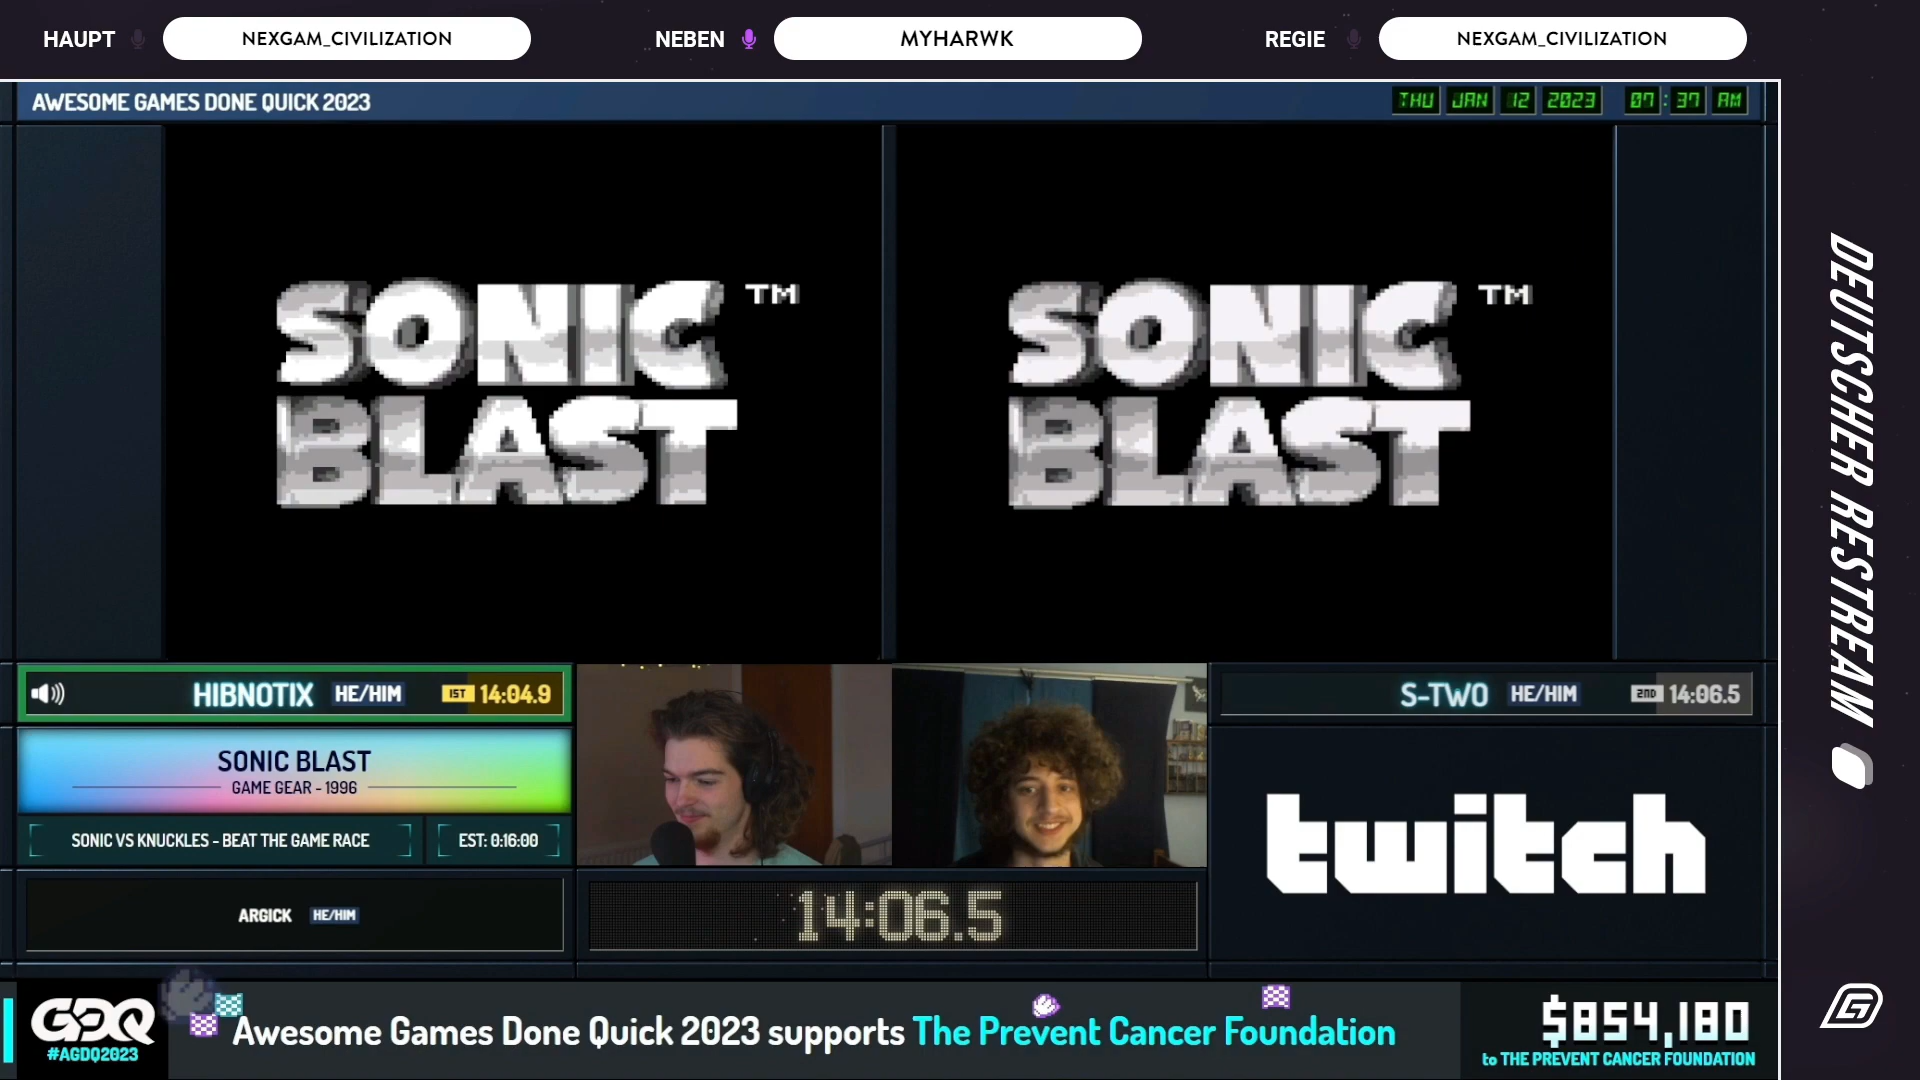 HAUPT NEXGAM_CIVILIZATION NEBEN MYHARWK REGIE NEXGAM_CIVILIZATION
AWESOME GAMES DONE QUICK 2023 THU JAN 12 2023 07:37 AM
SONIC TM
BLAST
SONIC TM
BLAST
DEUTSCHER RESTREAM
HIBNOTIX HE/HIM 1ST 14:04.9
S-TWO HE/HIM 2ND 14:06.5
SONIC BLAST
GAME GEAR - 1996
SONIC VS KNUCKLES - BEAT THE GAME RACE EST: 0:16:00
twitch
ARGICK HE/HIM
14:06.5
GDQ
#AGDQ2023
Awesome Games Done Quick 2023 supports The Prevent Cancer Foundation
$854,180
to THE PREVENT CANCER FOUNDATION